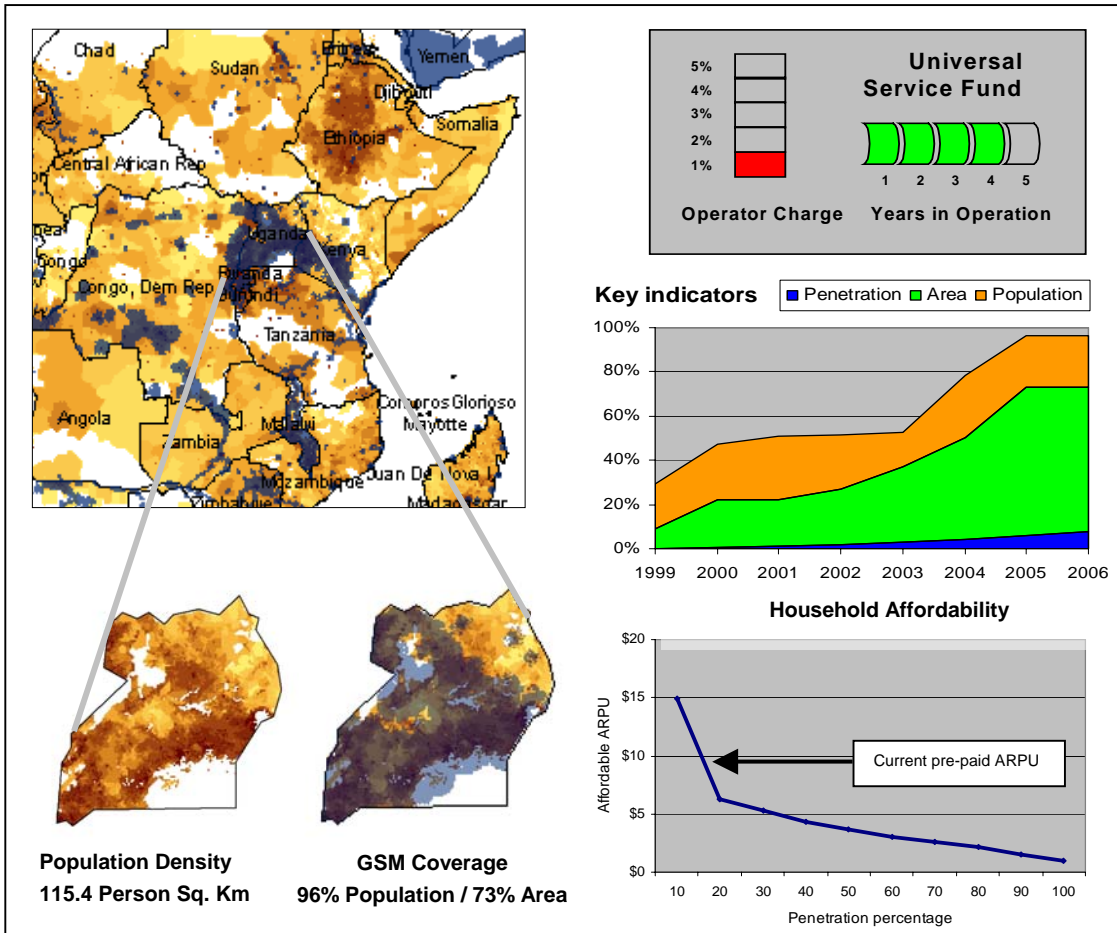 Chad
Sudan
Eritrea
Yemen
Djibouti
Ethiopia
Somalia
Central African Rep
Uganda
Kenya
Congo
Rwanda
Congo, Dem Rep
Burundi
Tanzania
Angola
Comoros Glorioso
Mayotte
Malawi
Zambia
Mozambique
Juan De Nova I
Zimbabwe
Madagascar
Population Density
115.4 Person Sq. Km
GSM Coverage
96% Population / 73% Area
Universal
Service Fund
5%
4%
3%
2%
1%
1 2 3 4 5
Operator Charge
Years in Operation
Key indicators
Penetration Area Population
100%
80%
60%
40%
20%
0%
1999 2000 2001 2002 2003 2004 2005 2006
Household Affordability
$20
$15
$10
$5
$0
Affordable ARPU
Current pre-paid ARPU
10 20 30 40 50 60 70 80 90 100
Penetration percentage